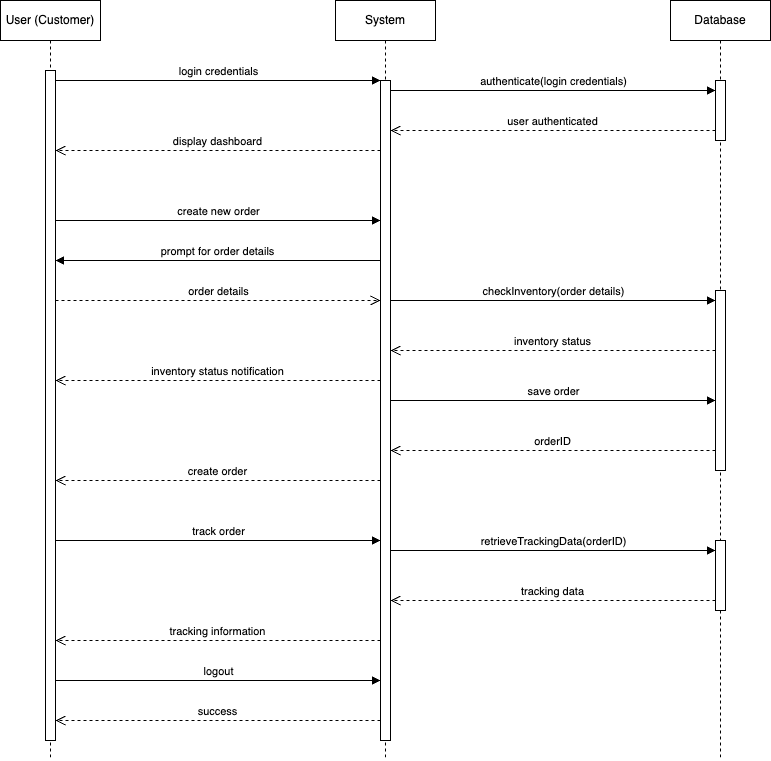 User (Customer)
System
Database
login credentials
authenticate(login credentials)
user authenticated
display dashboard
create new order
prompt for order details
order details
checkInventory(order details)
inventory status
inventory status notification
save order
orderID
create order
track order
retrieveTrackingData(orderID)
tracking data
tracking information
logout
success